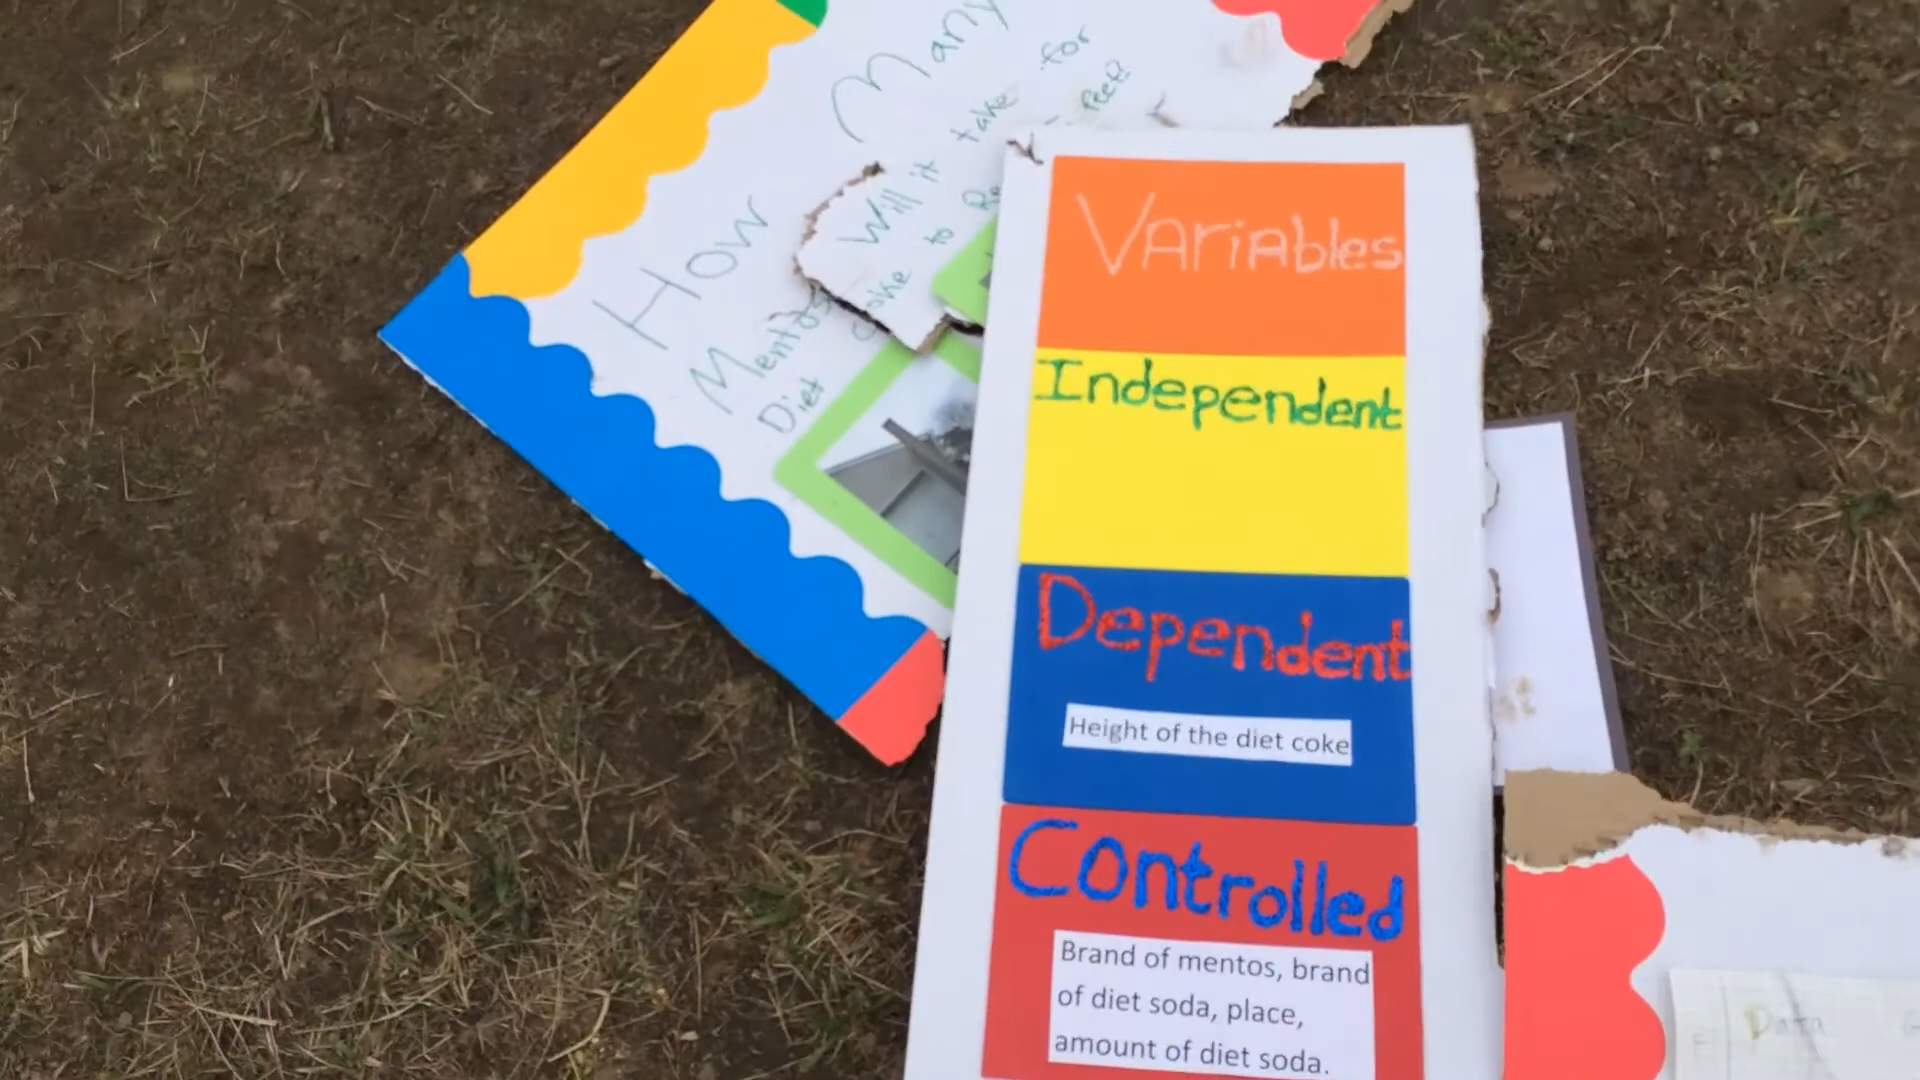 How Many
Mentos Will it take for
Diet Coke to
feet?
Variables
Independent
Dependent
Height of the diet coke
Controlled
Brand of mentos, brand
of diet soda, place,
amount of diet soda.
Data